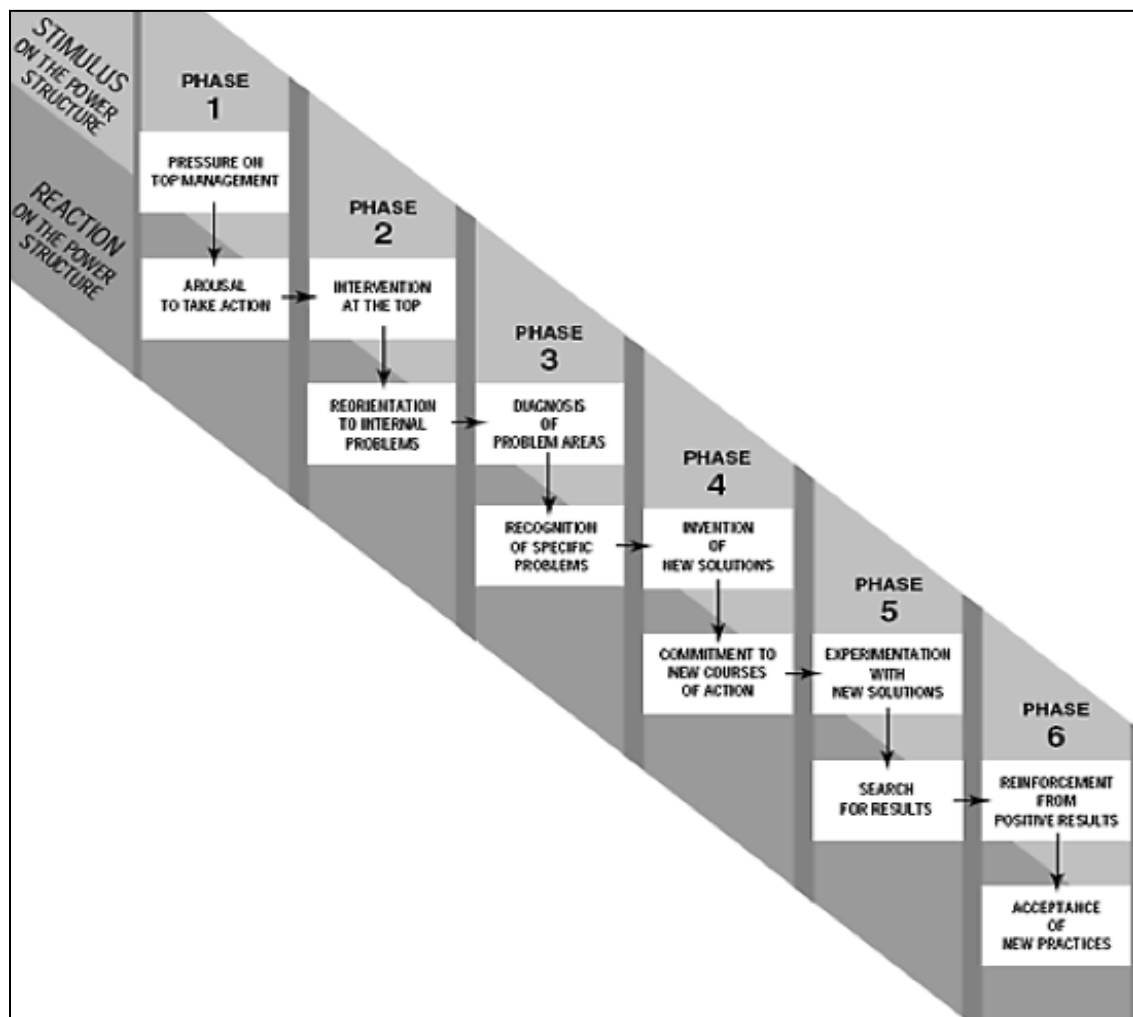 STIMULUS
ON THE POWER
STRUCTURE
REACTION
ON THE POWER
STRUCTURE
PHASE
1
PRESSURE ON
TOP MANAGEMENT
AROUSAL
TO TAKE ACTION
PHASE
2
INTERVENTION
AT THE TOP
REORIENTATION
TO INTERNAL
PROBLEMS
PHASE
3
DIAGNOSIS
OF
PROBLEM AREAS
RECOGNITION
OF SPECIFIC
PROBLEMS
PHASE
4
INVENTION
OF
NEW SOLUTIONS
COMMITMENT TO
NEW COURSES
OF ACTION
PHASE
5
EXPERIMENTATION
WITH
NEW SOLUTIONS
SEARCH
FOR RESULTS
PHASE
6
REINFORCEMENT
FROM
POSITIVE RESULTS
ACCEPTANCE
OF
NEW PRACTICES